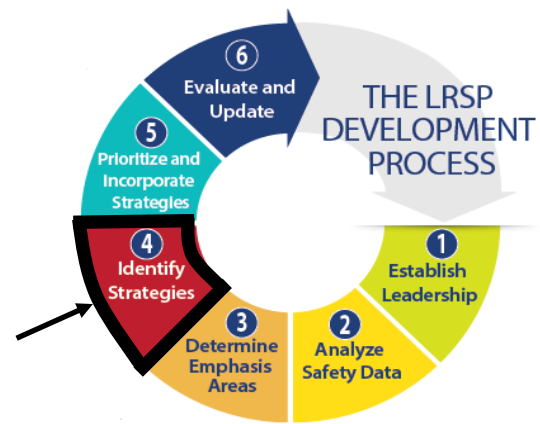 THE LRSP
DEVELOPMENT
PROCESS
1
Establish
Leadership
2
Analyze
Safety Data
3
Determine
Emphasis
Areas
4
Identify
Strategies
5
Prioritize and
Incorporate
Strategies
6
Evaluate and
Update